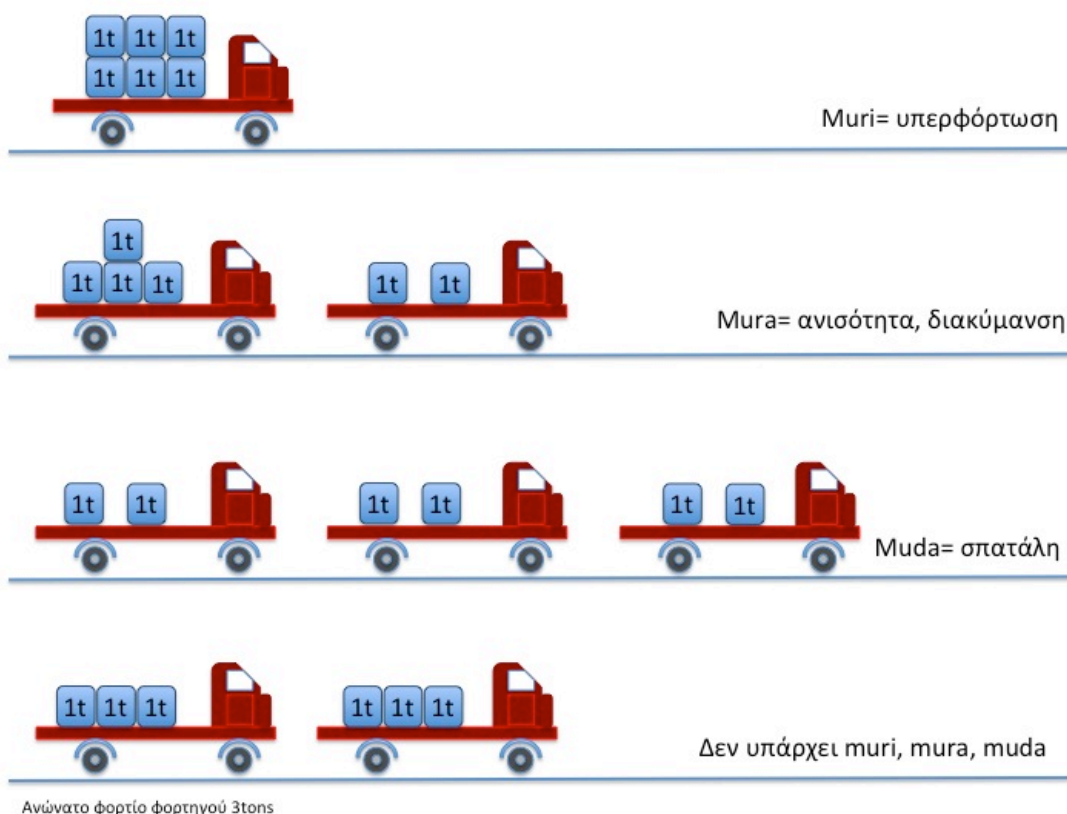 1t 1t 1t
1t 1t 1t
Muri= υπερφόρτωση
1t
1t 1t 1t 1t 1t
Mura= ανισότητα, διακύμανση
1t 1t 1t 1t 1t 1t
Muda= σπατάλη
1t 1t 1t 1t 1t 1t
Δεν υπάρχει muri, mura, muda
Ανώνατο φορτίο φορτηγού 3tons